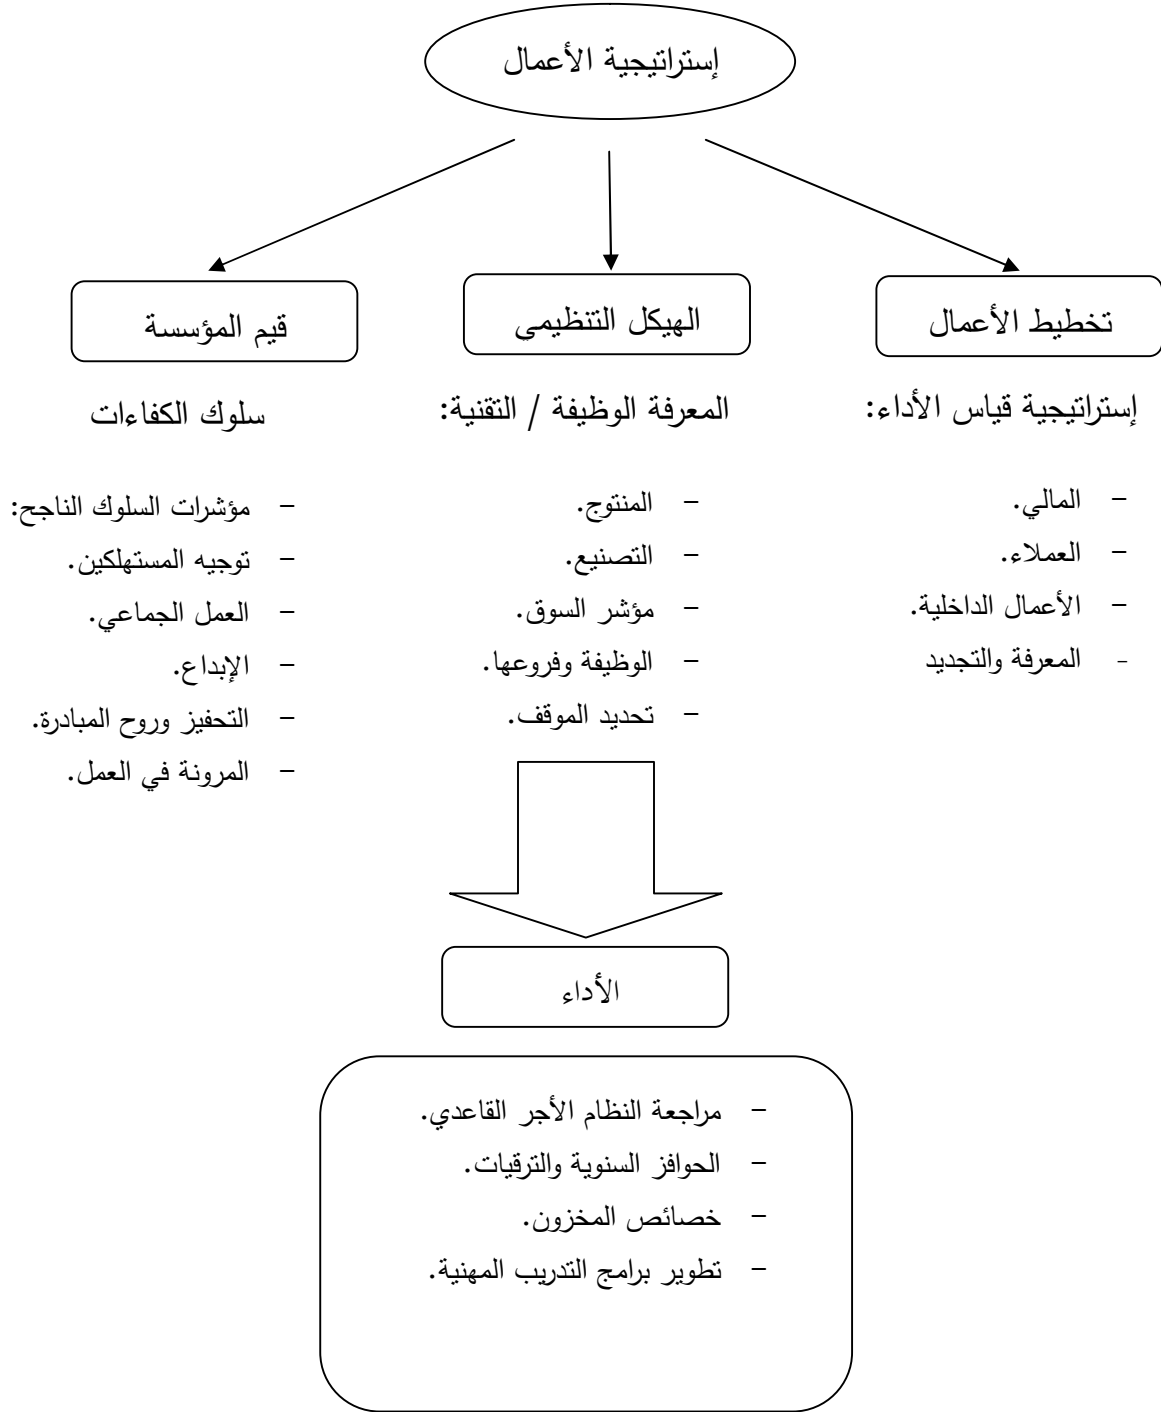 إستراتيجية الأعمال
تخطيط الأعمال
إستراتيجية قياس الأداء:
- المالي.
- العملاء.
- الأعمال الداخلية.
- المعرفة والتجديد
الهيكل التنظيمي
المعرفة الوظيفة / التقنية:
- المنتوج.
- التصنيع.
- مؤشر السوق.
- الوظيفة وفروعها.
- تحديد الموقف.
قيم المؤسسة
سلوك الكفاءات
- مؤشرات السلوك الناجح:
- توجيه المستهلكين.
- العمل الجماعي.
- الإبداع.
- التحفيز وروح المبادرة.
- المرونة في العمل.
الأداء
- مراجعة النظام الأجر القاعدي.
- الحوافز السنوية والترقيات.
- خصائص المخزون.
- تطوير برامج التدريب المهنية.